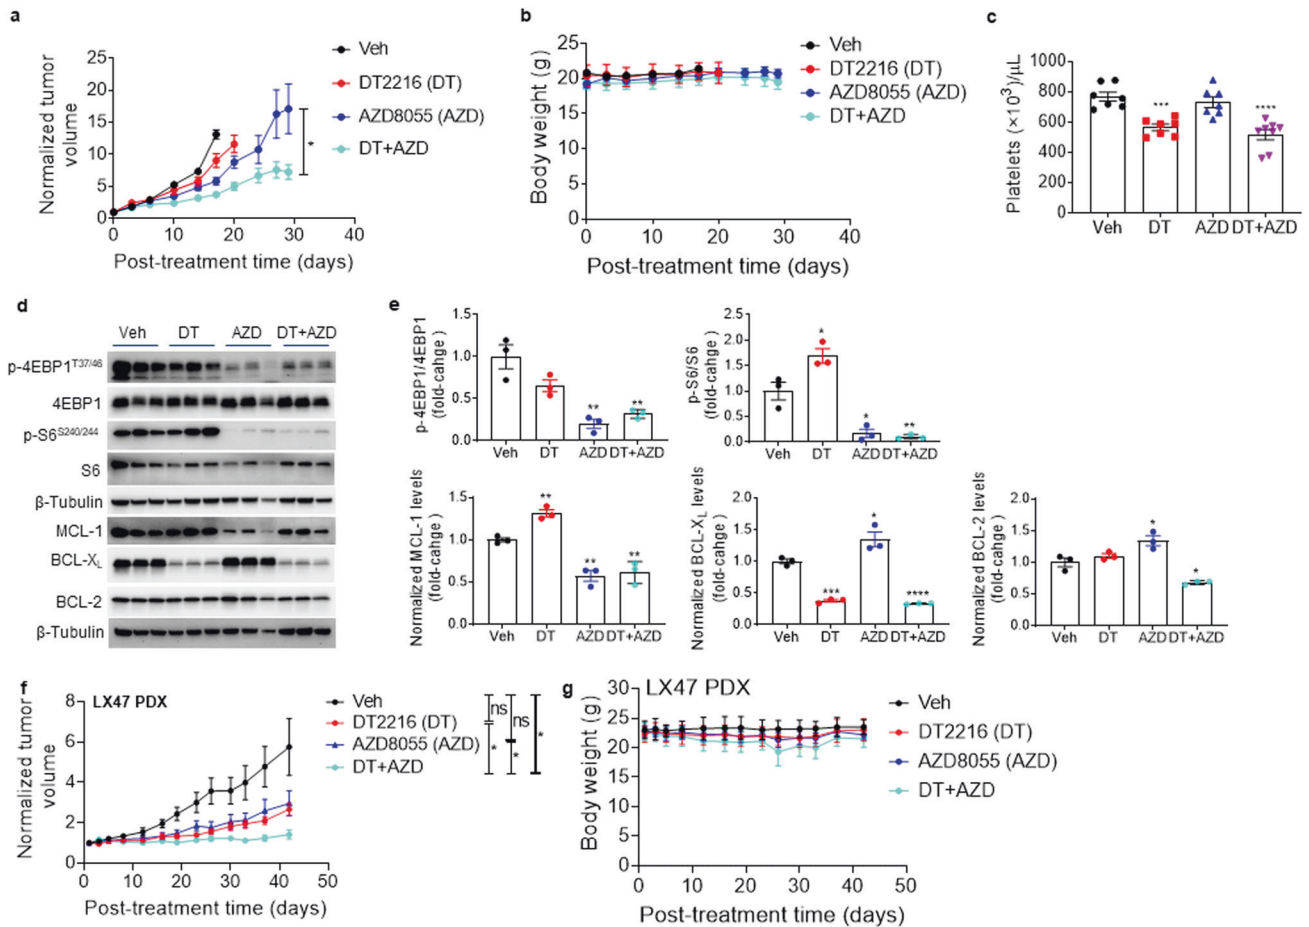 a
Normalized tumor
volume
25
20
15
10
5
0
0 10 20 30 40
Post-treatment time (days)
Veh
DT2216 (DT)
AZD8055 (AZD)
DT+AZD
*
b
Body weight (g)
25
20
15
10
5
0
0 10 20 30 40
Post-treatment time (days)
Veh
DT2216 (DT)
AZD8055 (AZD)
DT+AZD
c
Platelets (×10³)/µL
1000
800
600
400
200
0
***
****
Veh DT AZD DT+AZD
d
Veh DT AZD DT+AZD
p-4EBP1T37/46
4EBP1
p-S6S240/244
S6
β-Tubulin
MCL-1
BCL-XL
BCL-2
β-Tubulin
e
p-4EBP1/4EBP1
(fold-cahge)
1.5
1.0
0.5
0.0
** **
Veh DT AZD DT+AZD
p-S6/S6
(fold-cahge)
2.5
2.0
1.5
1.0
0.5
0.0
*
*
**
Veh DT AZD DT+AZD
Normalized MCL-1 levels
(fold-cahge )
1.5
1.0
0.5
0.0
**
** **
Veh DT AZD DT+AZD
Normalized BCL-XL levels
(fold-cahge )
2.0
1.5
1.0
0.5
0.0
***
*
****
Veh DT AZD DT+AZD
Normalized BCL-2 levels
(fold-cahge )
2.0
1.5
1.0
0.5
0.0
*
*
Veh DT AZD DT+AZD
f
LX47 PDX
Normalized tumor
volume
8
6
4
2
0
0 10 20 30 40 50
Post-treatment time (days)
Veh
DT2216 (DT)
AZD8055 (AZD)
DT+AZD
ns
ns
*
*
*
g
LX47 PDX
Body weight (g)
30
25
20
15
10
5
0
0 10 20 30 40 50
Post-treatment time (days)
Veh
DT2216 (DT)
AZD8055 (AZD)
DT+AZD